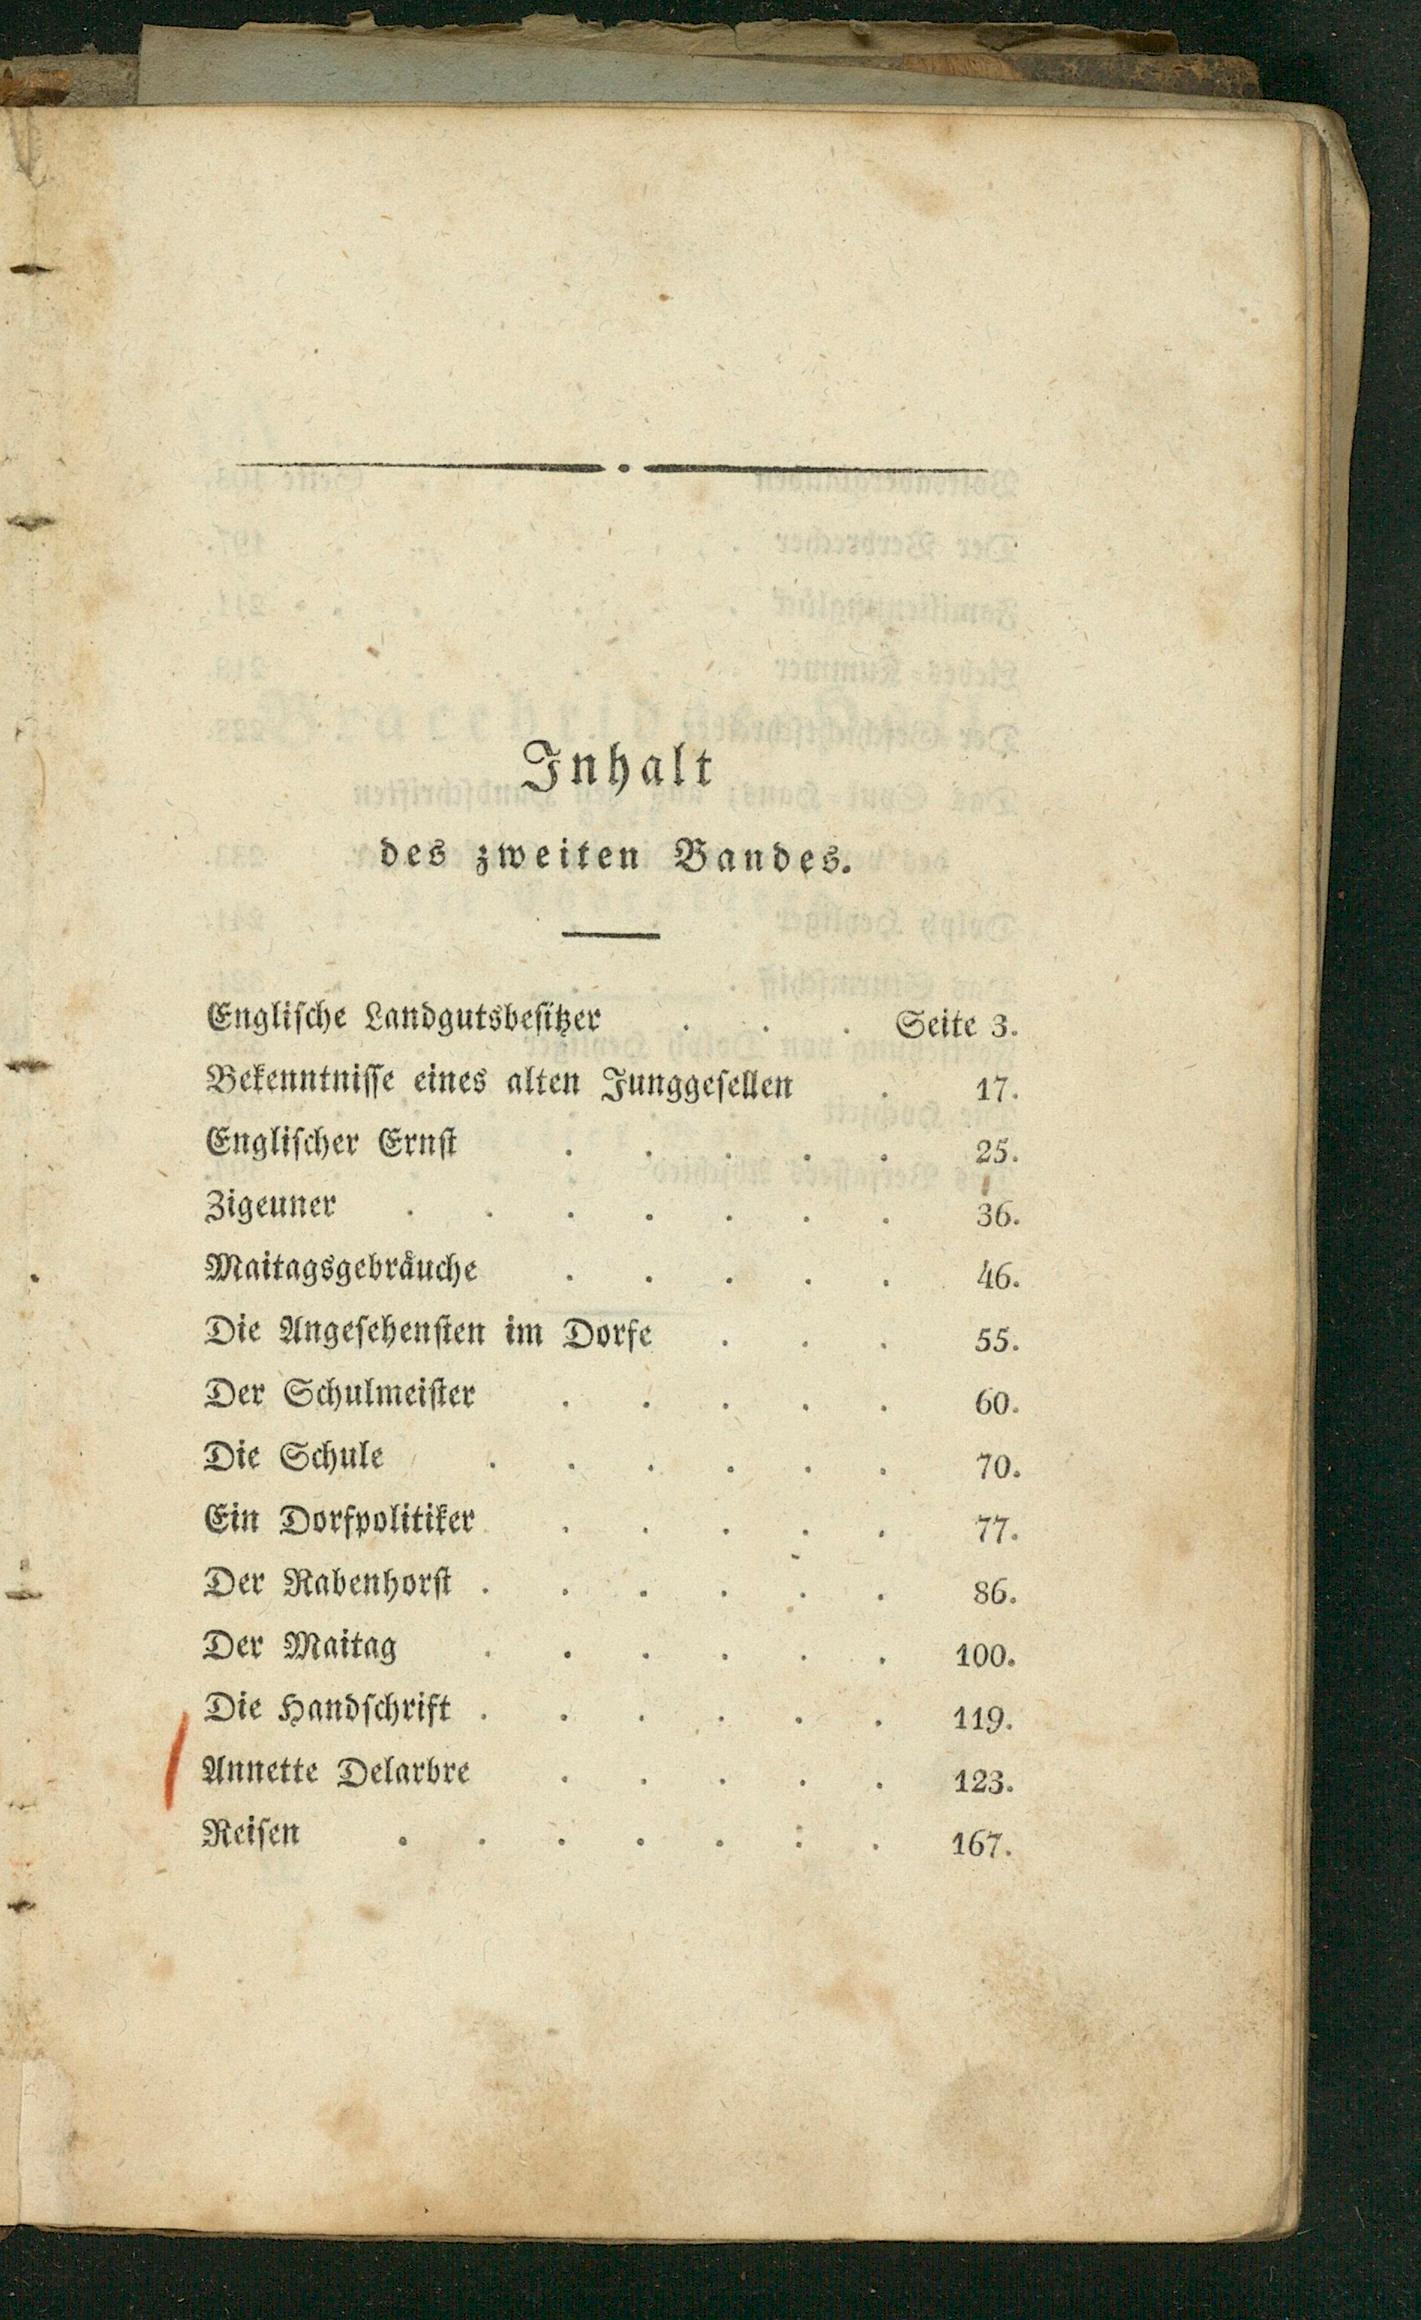 Inhalt
des zweiten Bandes.
Engliſche Landgutsbeſitzer . . . Seite 3.
Bekenntniſſe eines alten Junggeſellen . 17.
Engliſcher Ernſt . . . . . 25.
Zigeuner . . . . . . . 36.
Maitagsgebräuche . . . . . 46.
Die Angeſehenſten im Dorfe . . . 55.
Der Schulmeiſter . . . . . 60.
Die Schule . . . . . . 70.
Ein Dorfpolitiker . . . . . 77.
Der Rabenhorſt . . . . . . 86.
Der Maitag . . . . . . 100.
Die Handſchrift . . . . . . 119.
Annette Delarbre . . . . . 123.
Reiſen . . . . . . . 167.